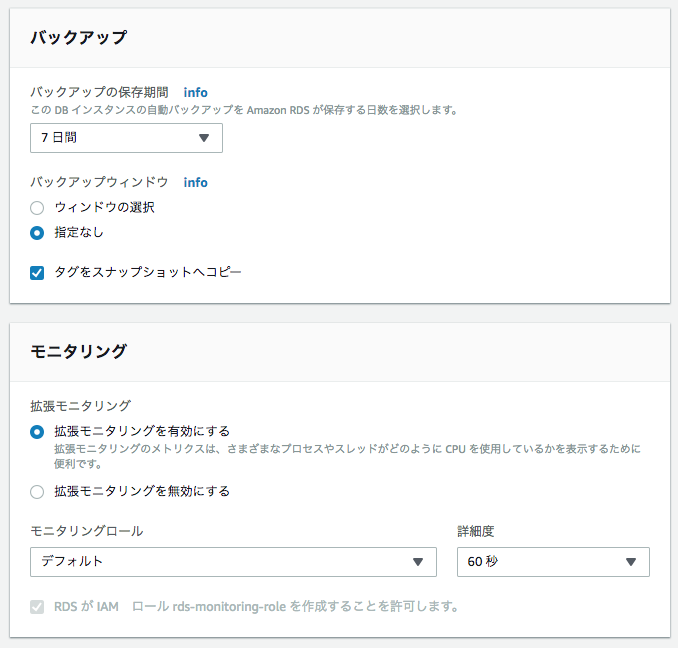 バックアップ
バックアップの保存期間 info
この DB インスタンスの自動バックアップを Amazon RDS が保存する日数を選択します。
7 日間
バックアップウィンドウ info
ウィンドウの選択
指定なし
タグをスナップショットへコピー
モニタリング
拡張モニタリング
拡張モニタリングを有効にする
拡張モニタリングのメトリクスは、さまざまなプロセスやスレッドがどのように CPU を使用しているかを表示するために
便利です。
拡張モニタリングを無効にする
モニタリングロール 詳細度
デフォルト 60 秒
RDS が IAM ロール rds-monitoring-role を作成することを許可します。